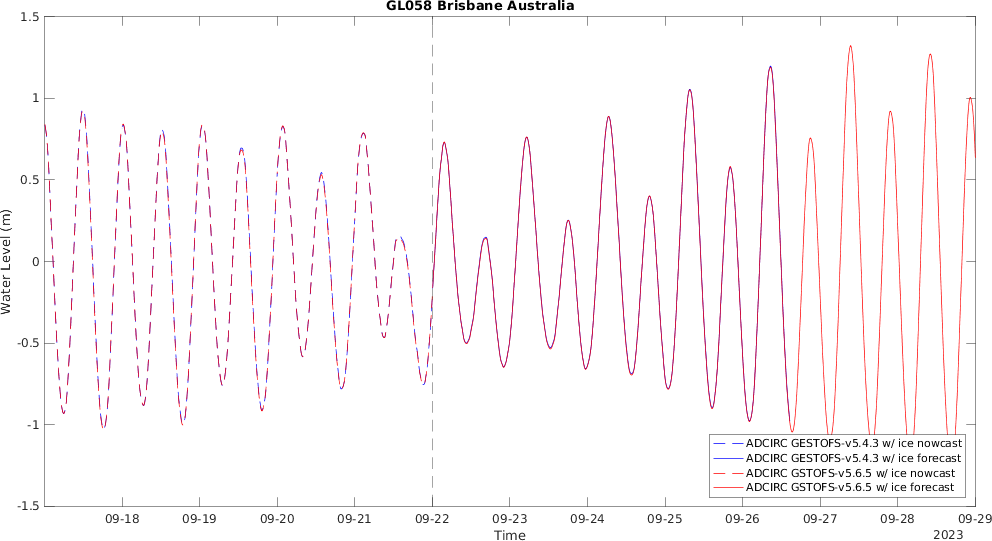 GL058 Brisbane Australia
1.5
1
0.5
0
-0.5
-1
-1.5
Water Level (m)
ADCIRC GESTOFS-v5.4.3 w/ ice nowcast
ADCIRC GESTOFS-v5.4.3 w/ ice forecast
ADCIRC GSTOFS-v5.6.5 w/ ice nowcast
ADCIRC GSTOFS-v5.6.5 w/ ice forecast
09-18 09-19 09-20 09-21 09-22 09-23 09-24 09-25 09-26 09-27 09-28 09-29
Time
2023